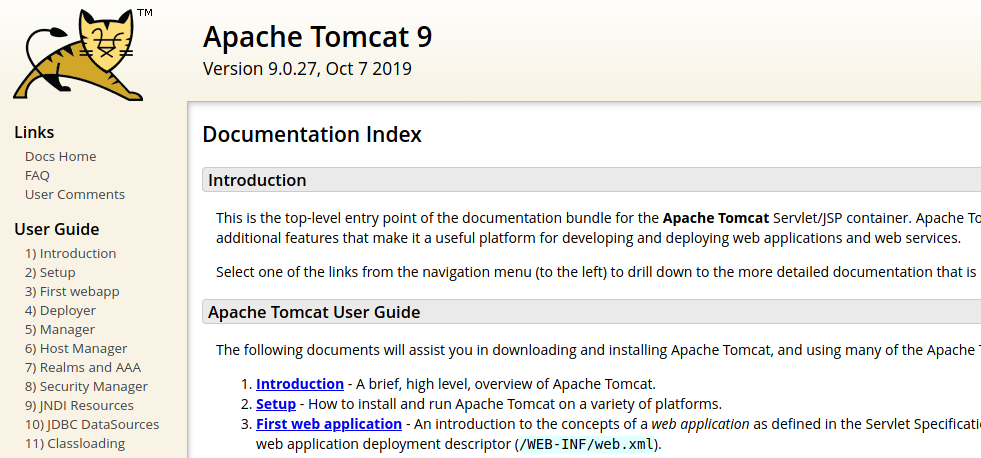 TM
Apache Tomcat 9
Version 9.0.27, Oct 7 2019
Links
Docs Home
FAQ
User Comments
User Guide
1) Introduction
2) Setup
3) First webapp
4) Deployer
5) Manager
6) Host Manager
7) Realms and AAA
8) Security Manager
9) JNDI Resources
10) JDBC DataSources
11) Classloading
Documentation Index
Introduction
This is the top-level entry point of the documentation bundle for the Apache Tomcat Servlet/JSP container. Apache To
additional features that make it a useful platform for developing and deploying web applications and web services.
Select one of the links from the navigation menu (to the left) to drill down to the more detailed documentation that is
Apache Tomcat User Guide
The following documents will assist you in downloading and installing Apache Tomcat, and using many of the Apache T
1. Introduction - A brief, high level, overview of Apache Tomcat.
2. Setup - How to install and run Apache Tomcat on a variety of platforms.
3. First web application - An introduction to the concepts of a web application as defined in the Servlet Specificati
web application deployment descriptor (/WEB-INF/web.xml).